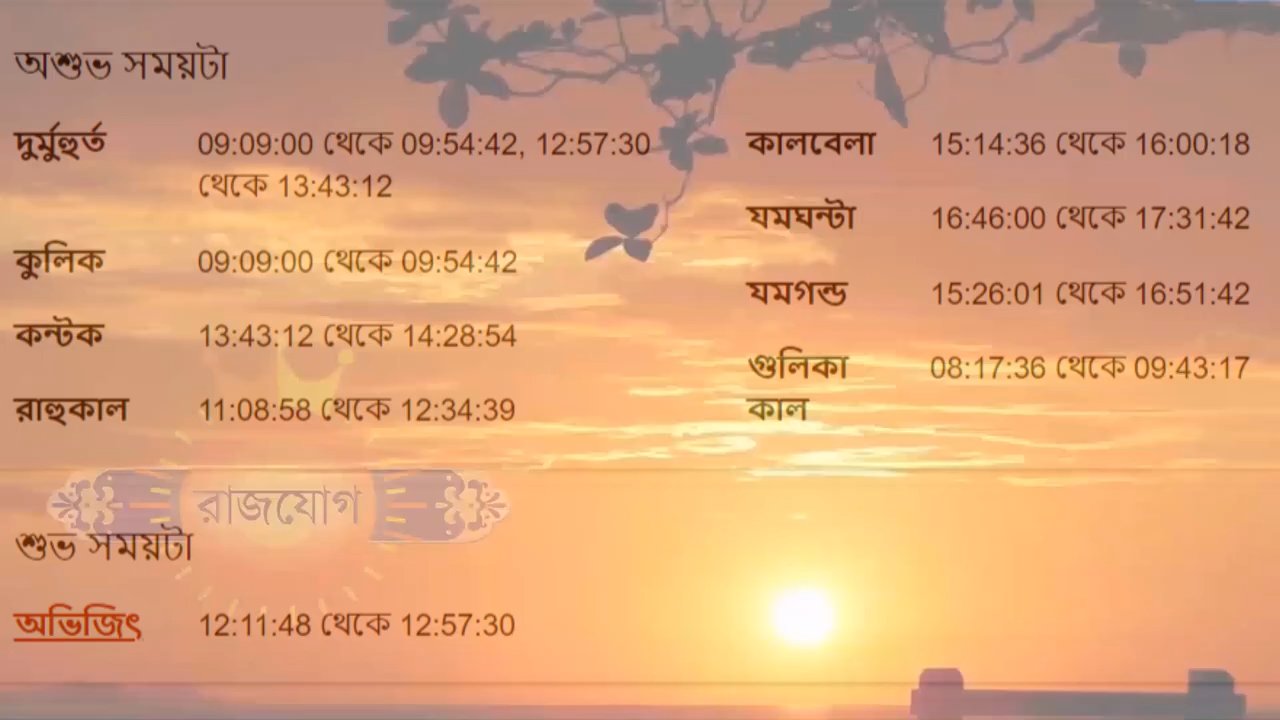 অশুভ সময়টা
দুর্মুহুর্ত 09:09:00 থেকে 09:54:42, 12:57:30
থেকে 13:43:12
কুলিক 09:09:00 থেকে 09:54:42
কন্টক 13:43:12 থেকে 14:28:54
রাহুকাল 11:08:58 থেকে 12:34:39
কালবেলা 15:14:36 থেকে 16:00:18
যমঘন্টা 16:46:00 থেকে 17:31:42
যমগন্ড 15:26:01 থেকে 16:51:42
গুলিকা 08:17:36 থেকে 09:43:17
কাল
রাজযোগ
শুভ সময়টা
অভিজিৎ 12:11:48 থেকে 12:57:30